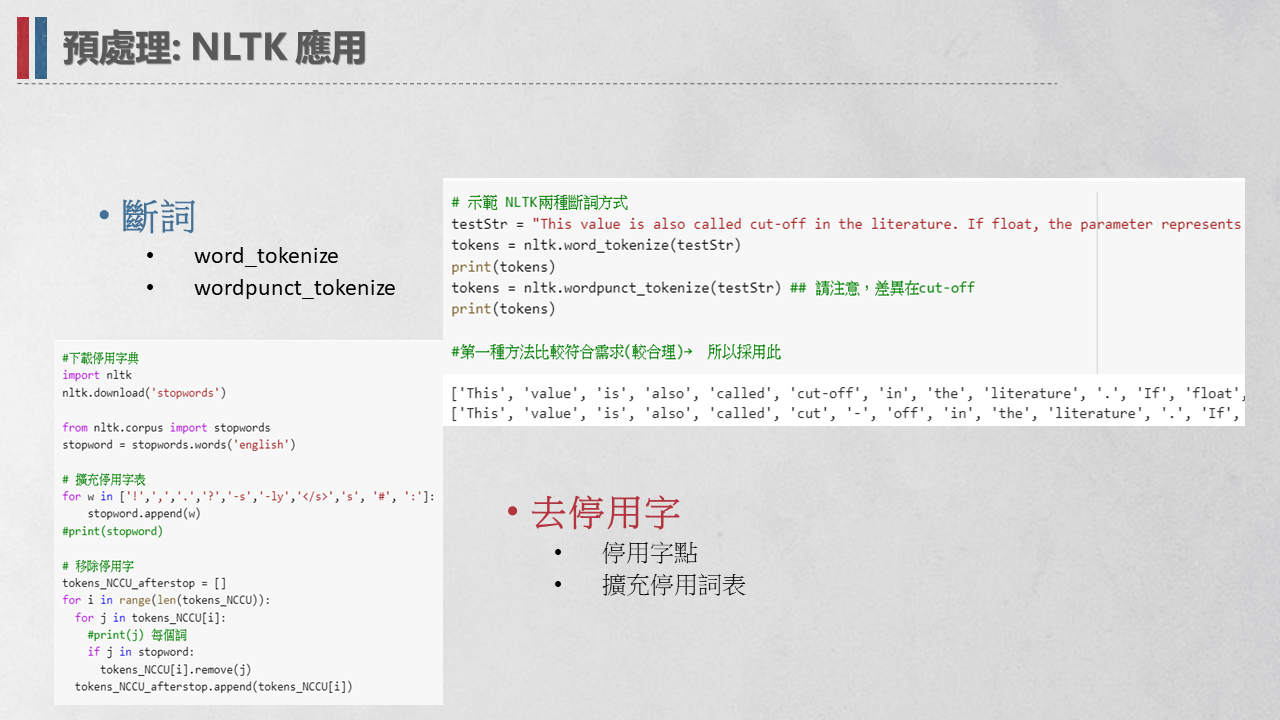 預處理: NLTK 應用
• 斷詞
• word_tokenize
• wordpunct_tokenize
# 示範 NLTK兩種斷詞方式
testStr = "This value is also called cut-off in the literature. If float, the parameter represents
tokens = nltk.word_tokenize(testStr)
print(tokens)
tokens = nltk.wordpunct_tokenize(testStr) ## 請注意，差異在cut-off
print(tokens)
#第一種方法比較符合需求(較合理)→ 所以採用此
['This', 'value', 'is', 'also', 'called', 'cut-off', 'in', 'the', 'literature', '.', 'If', 'float',
['This', 'value', 'is', 'also', 'called', 'cut', '-', 'off', 'in', 'the', 'literature', '.', 'If',
#下載停用字典
import nltk
nltk.download('stopwords')
from nltk.corpus import stopwords
stopword = stopwords.words('english')
# 擴充停用字表
for w in ['!',',','.','?','-s','-ly','</s>','s', '#', ':']:
    stopword.append(w)
#print(stopword)
# 移除停用字
tokens_NCCU_afterstop = []
for i in range(len(tokens_NCCU)):
  for j in tokens_NCCU[i]:
    #print(j) 每個詞
    if j in stopword:
      tokens_NCCU[i].remove(j)
  tokens_NCCU_afterstop.append(tokens_NCCU[i])
• 去停用字
• 停用字點
• 擴充停用詞表